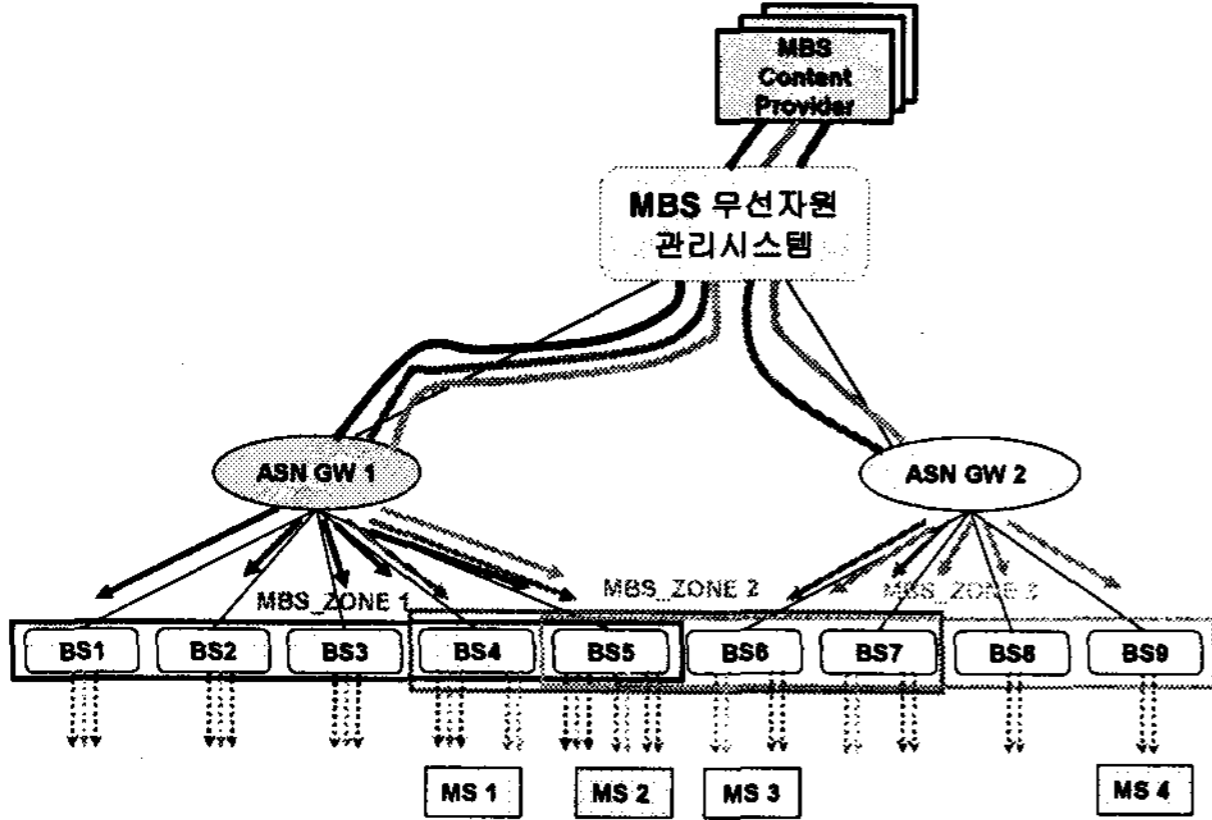 MBS
Content
Provider
MBS 무선자원
관리시스템
ASN GW 1
ASN GW 2
MBS_ZONE 1
MBS_ZONE 2
MBS_ZONE 3
BS1
BS2
BS3
BS4
BS5
BS6
BS7
BS8
BS9
MS 1
MS 2
MS 3
MS 4